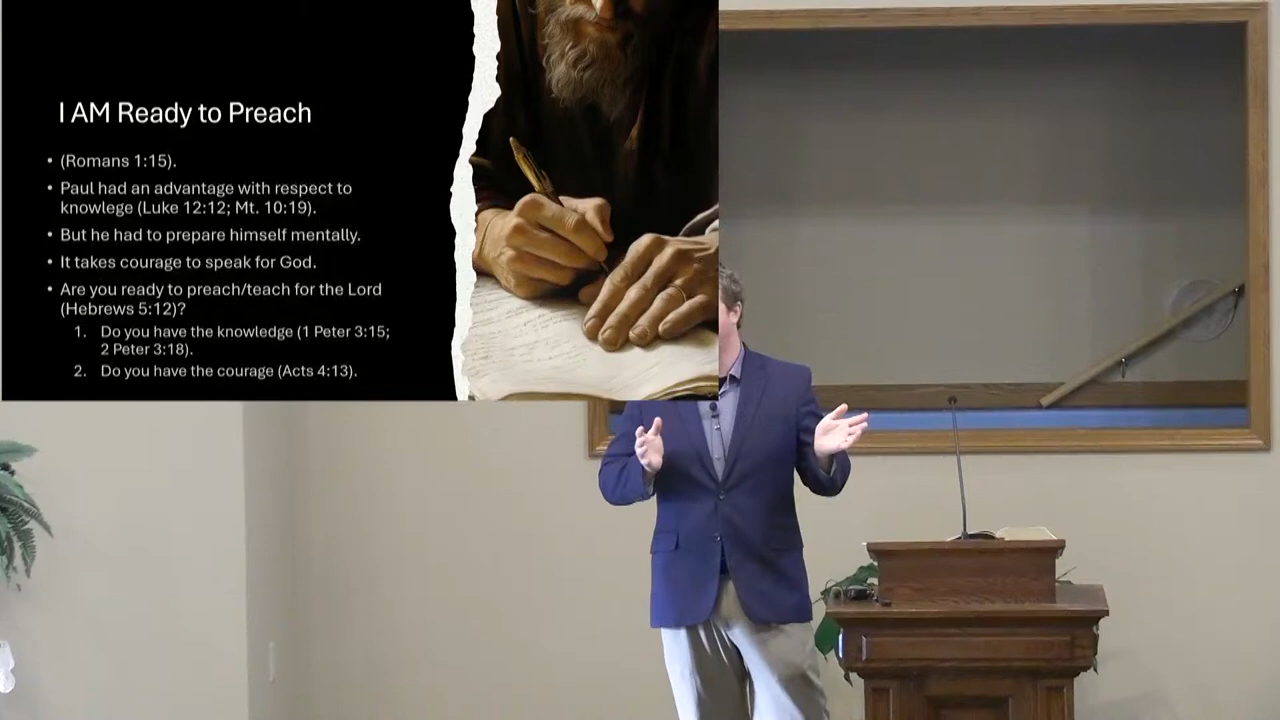 I AM Ready to Preach
• (Romans 1:15).
• Paul had an advantage with respect to
knowlege (Luke 12:12; Mt. 10:19).
• But he had to prepare himself mentally.
• It takes courage to speak for God.
• Are you ready to preach/teach for the Lord
(Hebrews 5:12)?
1. Do you have the knowledge (1 Peter 3:15;
2 Peter 3:18).
2. Do you have the courage (Acts 4:13).